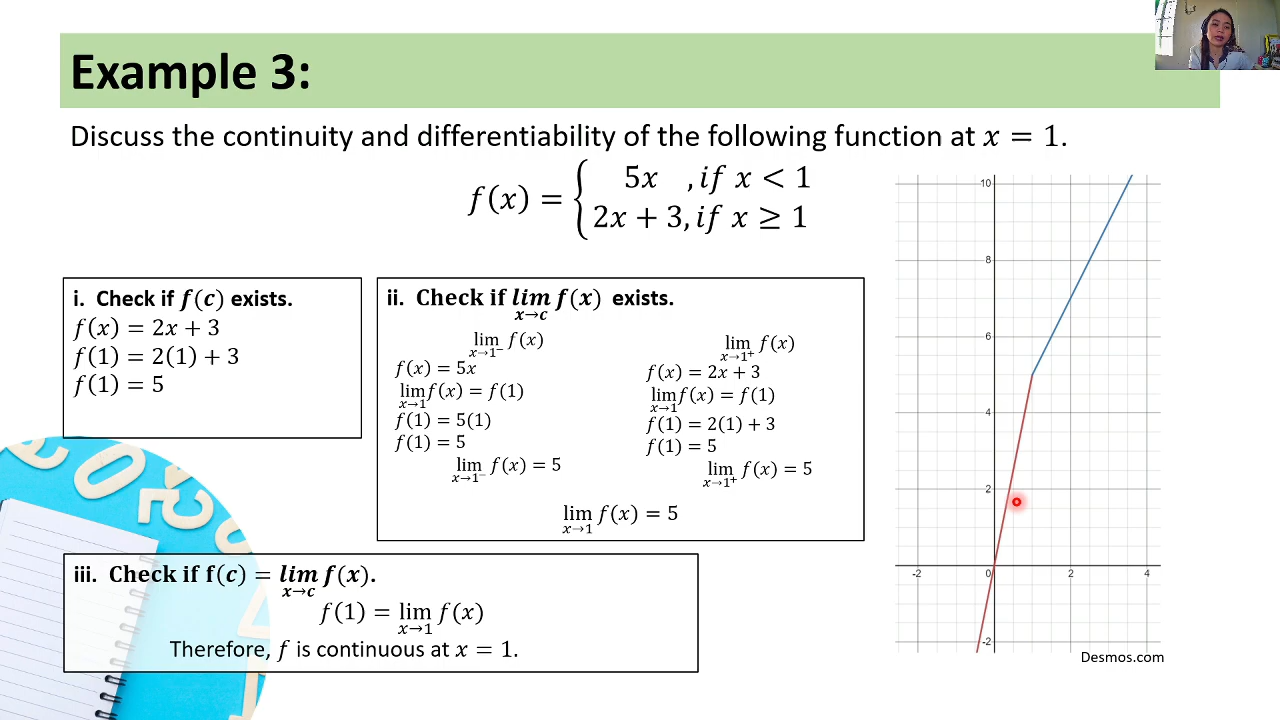 Example 3:
Discuss the continuity and differentiability of the following function at x = 1.
f(x) = { 5x , if x < 1
2x + 3, if x ≥ 1
i. Check if f(c) exists.
f(x) = 2x + 3
f(1) = 2(1) + 3
f(1) = 5
ii. Check if lim x→c f(x) exists.
lim x→1⁻ f(x)
f(x) = 5x
lim x→1 f(x) = f(1)
f(1) = 5(1)
f(1) = 5
lim x→1⁻ f(x) = 5
lim x→1⁺ f(x)
f(x) = 2x + 3
lim x→1 f(x) = f(1)
f(1) = 2(1) + 3
f(1) = 5
lim x→1⁺ f(x) = 5
lim x→1 f(x) = 5
iii. Check if f(c) = lim x→c f(x).
f(1) = lim x→1 f(x)
Therefore, f is continuous at x = 1.
10
8
6
4
2
-2 0 2 4
-2
Desmos.com